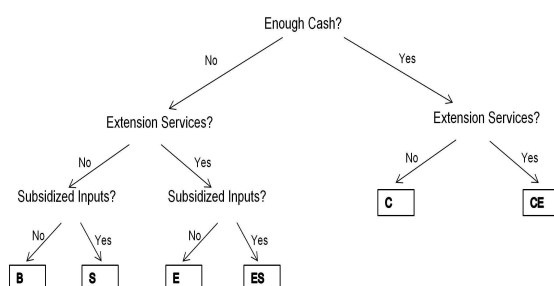 Enough Cash?
No
Yes
Extension Services?
Extension Services?
No
Yes
No
Yes
Subsidized Inputs?
Subsidized Inputs?
C
CE
No
Yes
No
Yes
B
S
E
ES